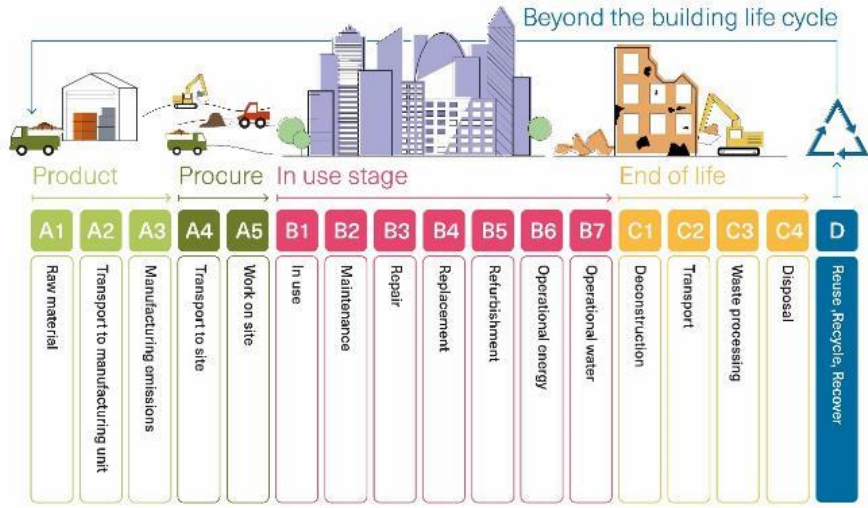 Beyond the building life cycle
Product
Procure
In use stage
End of life
A1
A2
A3
A4
A5
B1
B2
B3
B4
B5
B6
B7
C1
C2
C3
C4
D
Raw material
Transport to manufacturing unit
Manufacturing emissions
Transport to site
Work on site
In use
Maintenance
Repair
Replacement
Refurbishment
Operational energy
Operational water
Deconstruction
Transport
Waste processing
Disposal
Reuse ,Recycle, Recover